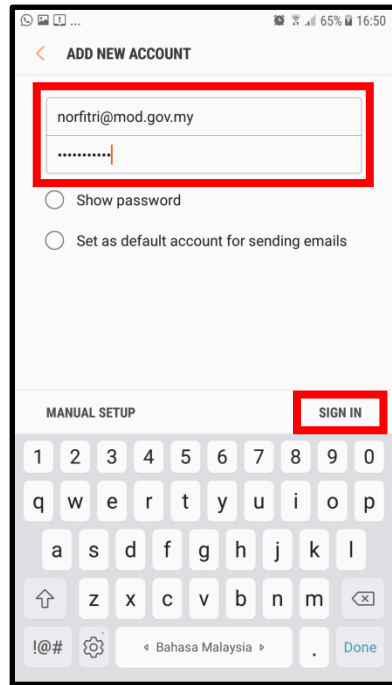 ... 65% 16:50
ADD NEW ACCOUNT
norfitri@mod.gov.my
•••••••••••
Show password
Set as default account for sending emails
MANUAL SETUP SIGN IN
1 2 3 4 5 6 7 8 9 0
q w e r t y u i o p
a s d f g h j k l
z x c v b n m
!@# Bahasa Malaysia . Done